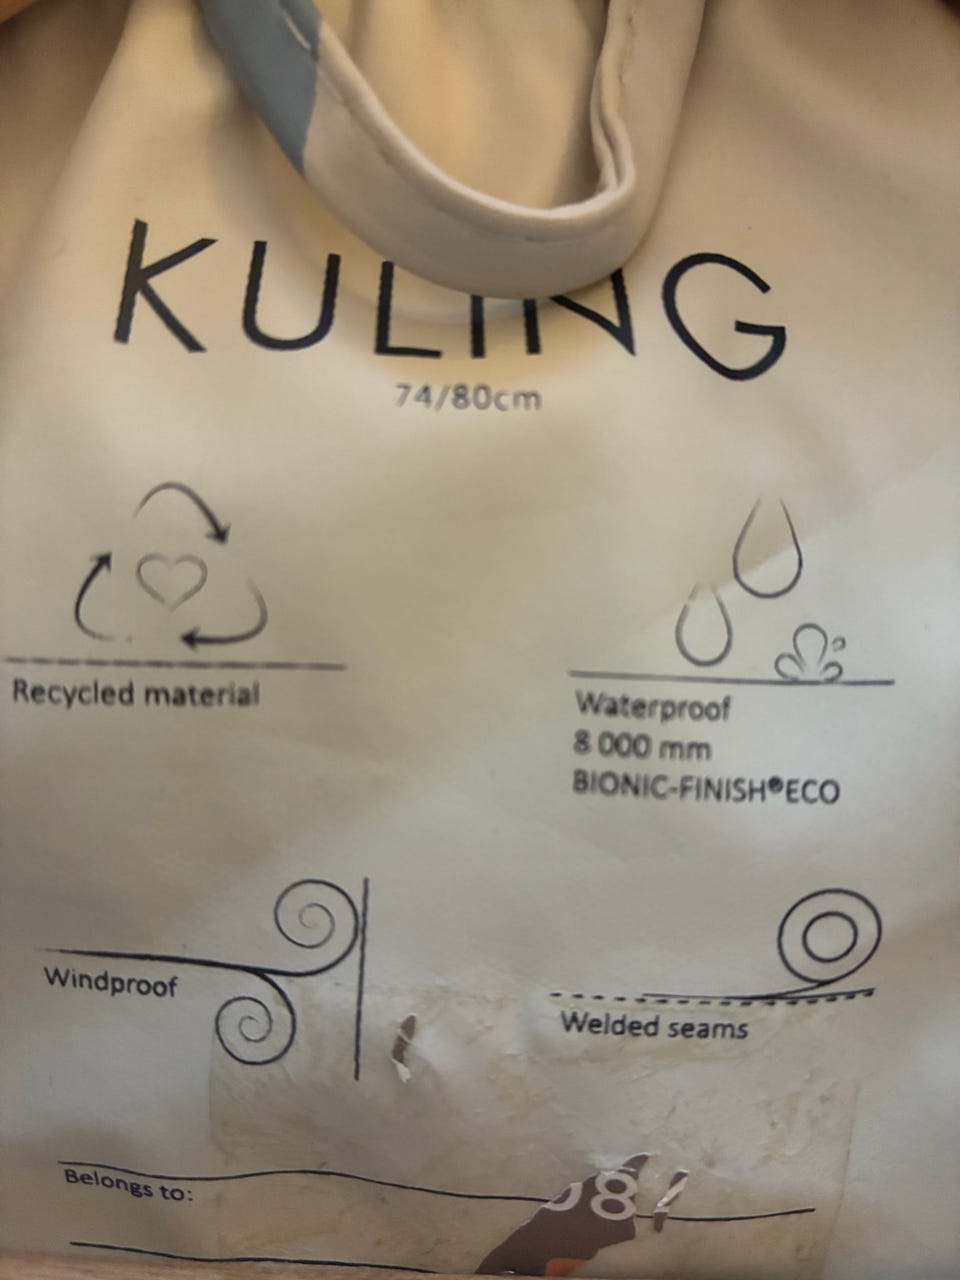 KULING
74/80cm
Recycled material
Waterproof
8 000 mm
BIONIC-FINISH®ECO
Windproof
Welded seams
Belongs to: